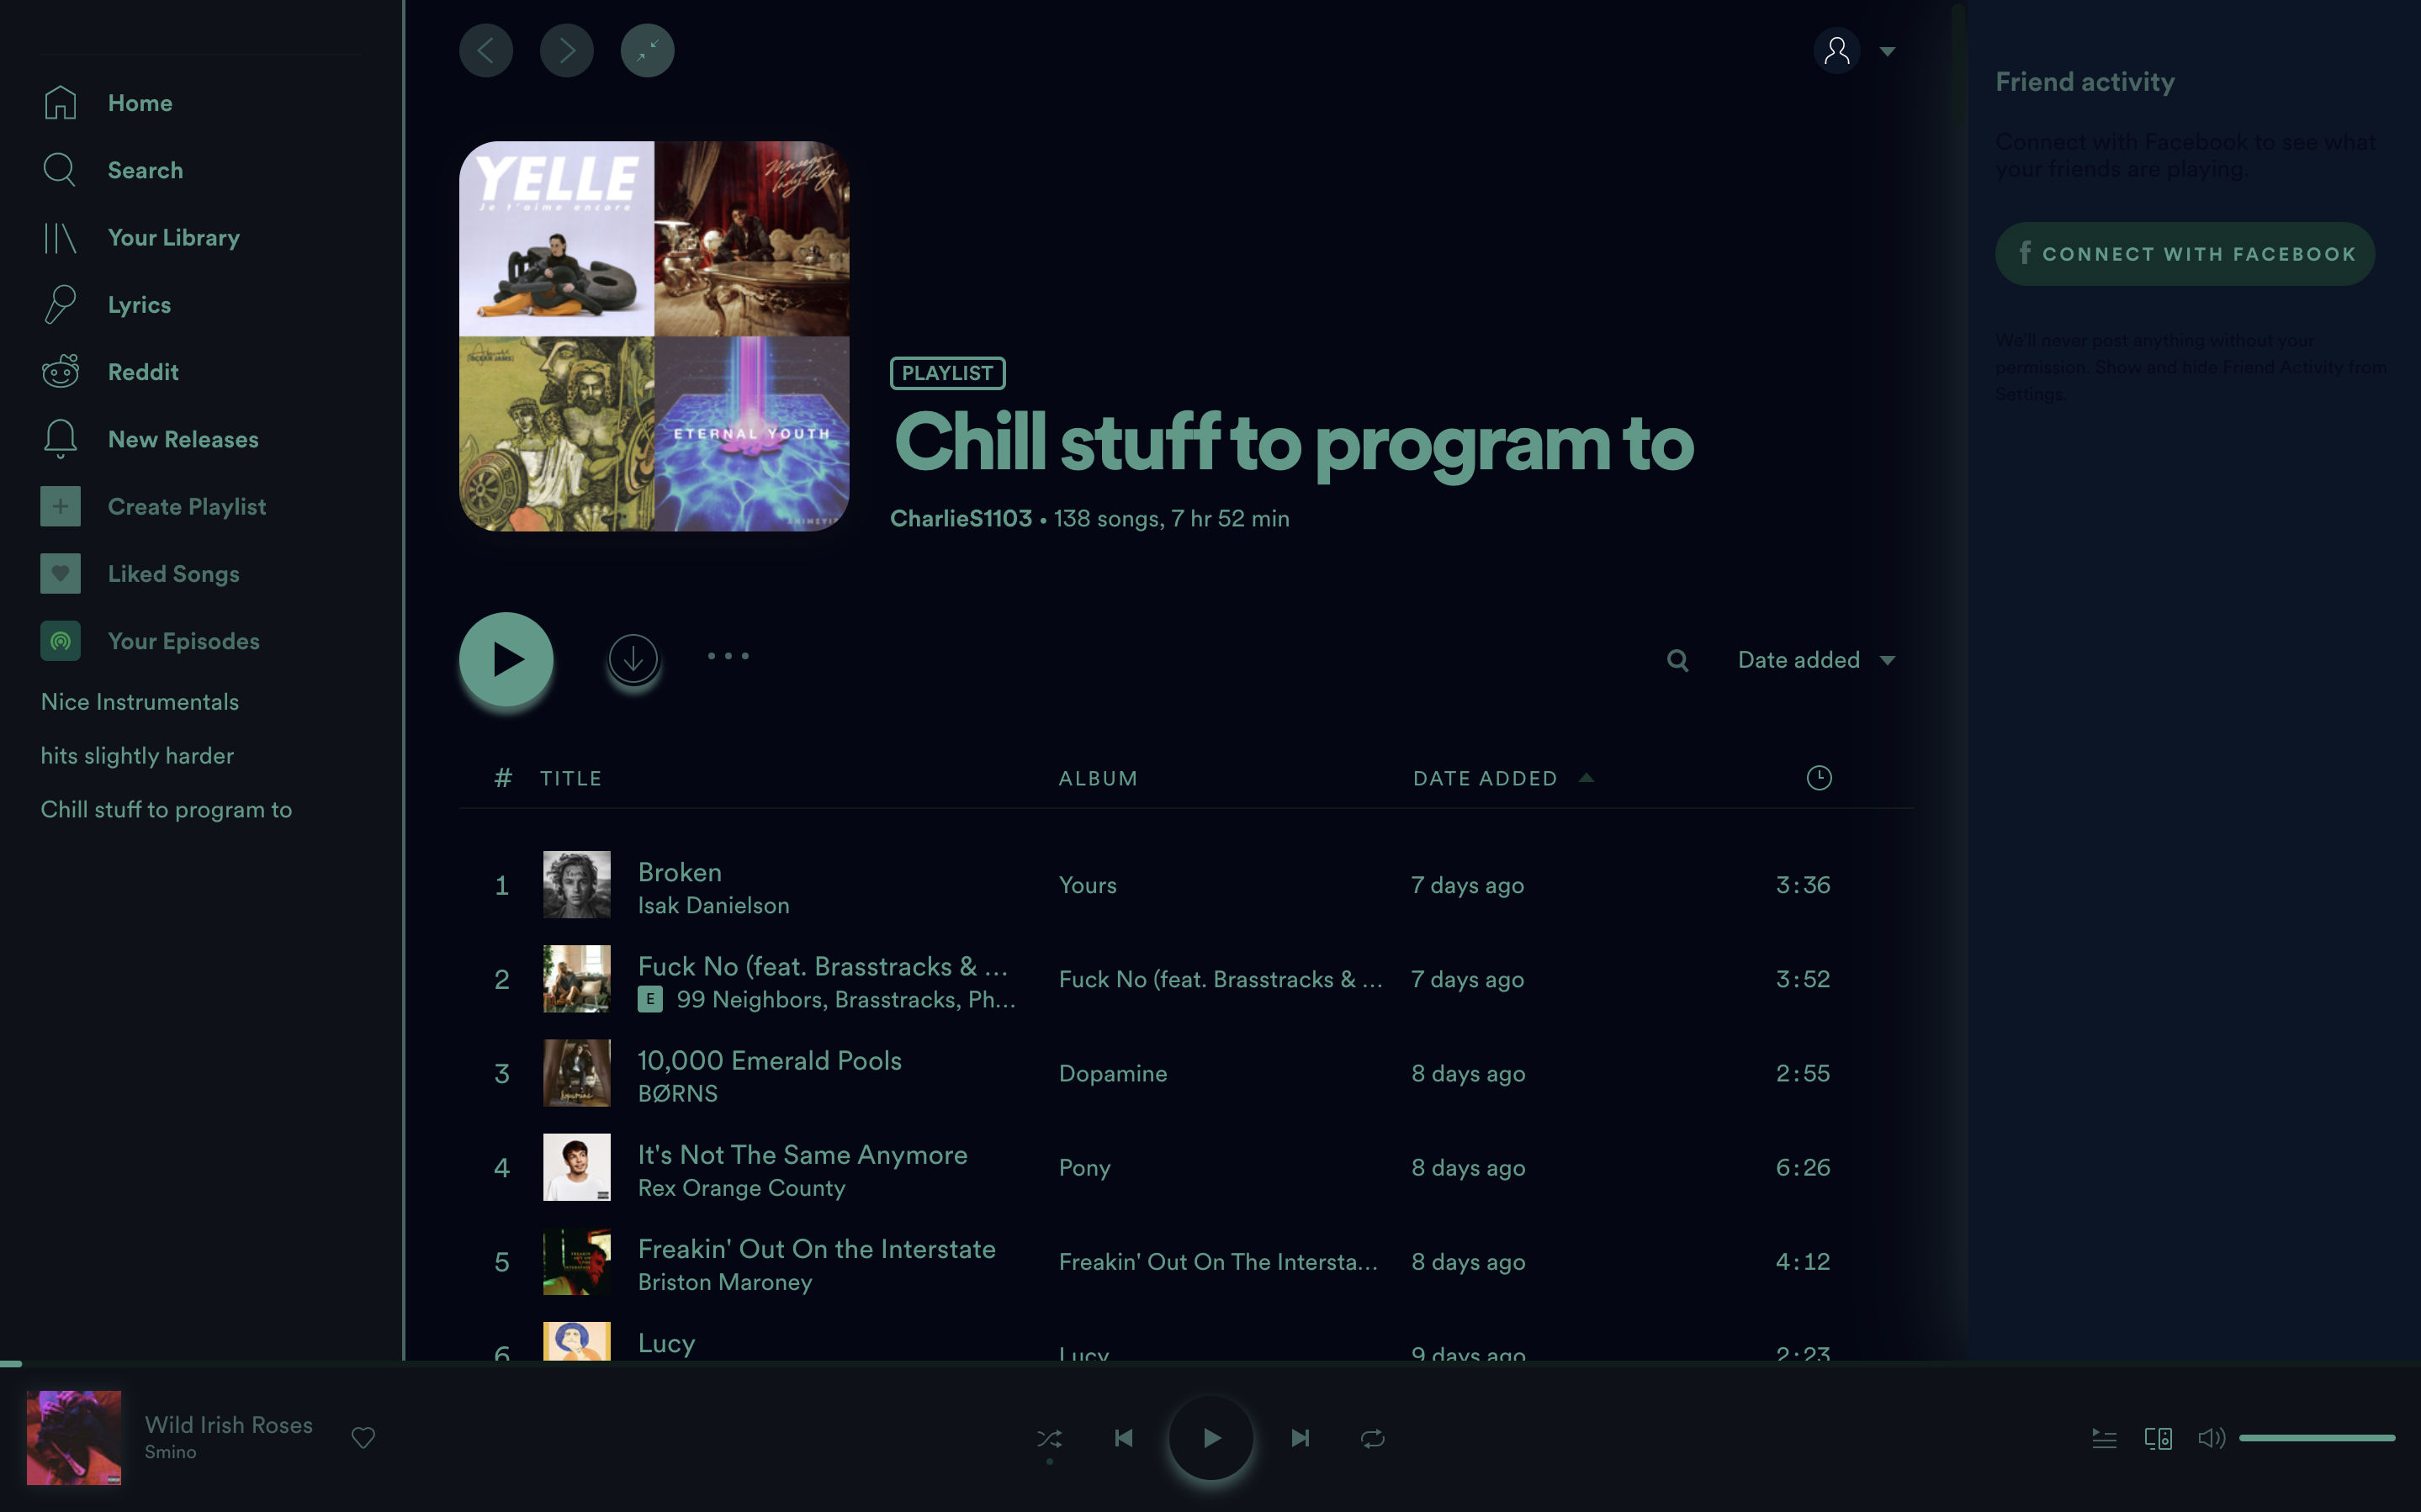 Home
Search
Your Library
Lyrics
Reddit
New Releases
Create Playlist
Liked Songs
Your Episodes
Nice Instrumentals
hits slightly harder
Chill stuff to program to
YELLE
Je t'aime encore
Masego
lady lady
ETERNAL YOUTH
PLAYLIST
Chill stuff to program to
CharlieS1103 • 138 songs, 7 hr 52 min
Date added
# TITLE ALBUM DATE ADDED
1 Broken Yours 7 days ago 3:36
Isak Danielson
2 Fuck No (feat. Brasstracks & ... Fuck No (feat. Brasstracks & ... 7 days ago 3:52
E 99 Neighbors, Brasstracks, Ph...
3 10,000 Emerald Pools Dopamine 8 days ago 2:55
BØRNS
4 It's Not The Same Anymore Pony 8 days ago 6:26
Rex Orange County
5 Freakin' Out On the Interstate Freakin' Out On The Intersta... 8 days ago 4:12
Briston Maroney
6 Lucy Lucy 9 days ago 2:23
Friend activity
Connect with Facebook to see what
your friends are playing.
f CONNECT WITH FACEBOOK
We'll never post anything without your
permission. Show and hide Friend Activity from
Settings.
Wild Irish Roses
Smino